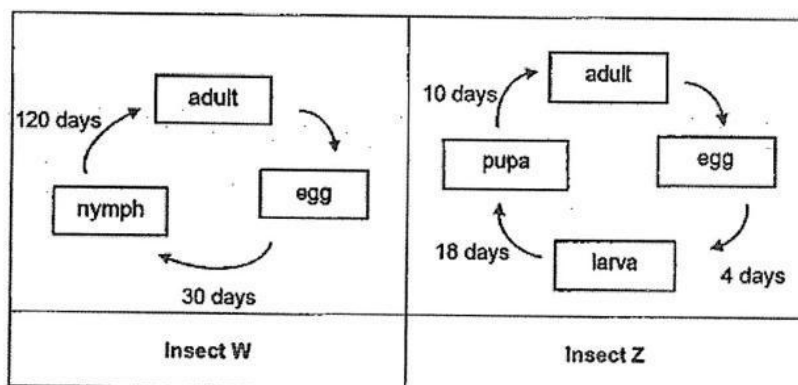 adult
120 days
nymph
egg
30 days
Insect W
adult
10 days
pupa
egg
18 days
larva
4 days
Insect Z